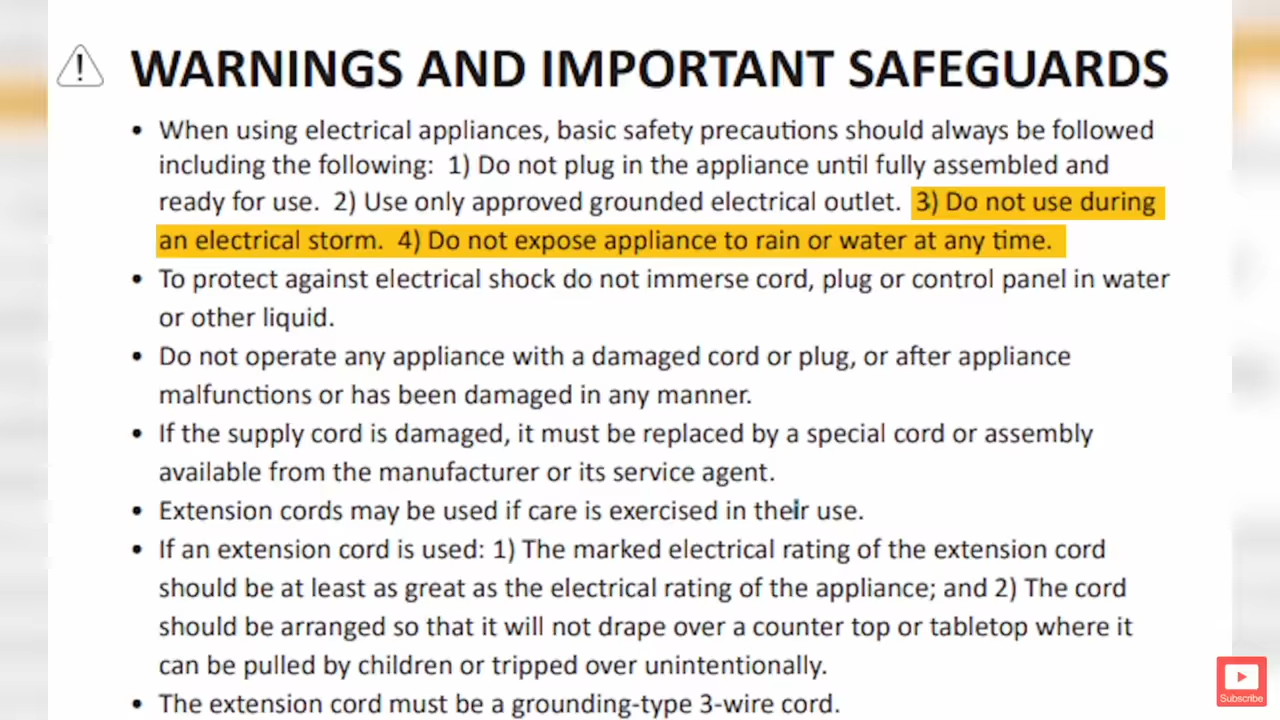 WARNINGS AND IMPORTANT SAFEGUARDS
• When using electrical appliances, basic safety precautions should always be followed
including the following: 1) Do not plug in the appliance until fully assembled and
ready for use. 2) Use only approved grounded electrical outlet. 3) Do not use during
an electrical storm. 4) Do not expose appliance to rain or water at any time.
• To protect against electrical shock do not immerse cord, plug or control panel in water
or other liquid.
• Do not operate any appliance with a damaged cord or plug, or after appliance
malfunctions or has been damaged in any manner.
• If the supply cord is damaged, it must be replaced by a special cord or assembly
available from the manufacturer or its service agent.
• Extension cords may be used if care is exercised in their use.
• If an extension cord is used: 1) The marked electrical rating of the extension cord
should be at least as great as the electrical rating of the appliance; and 2) The cord
should be arranged so that it will not drape over a counter top or tabletop where it
can be pulled by children or tripped over unintentionally.
• The extension cord must be a grounding-type 3-wire cord.
Subscribe